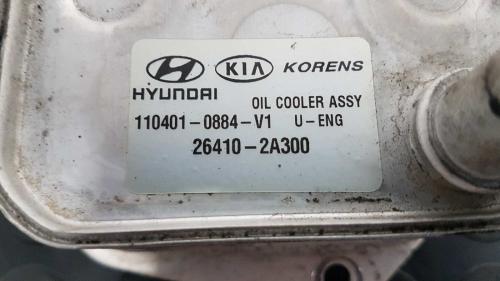 KIA KORENS
HYUNDAI
OIL COOLER ASSY
110401-0884-V1 U-ENG
26410-2A300